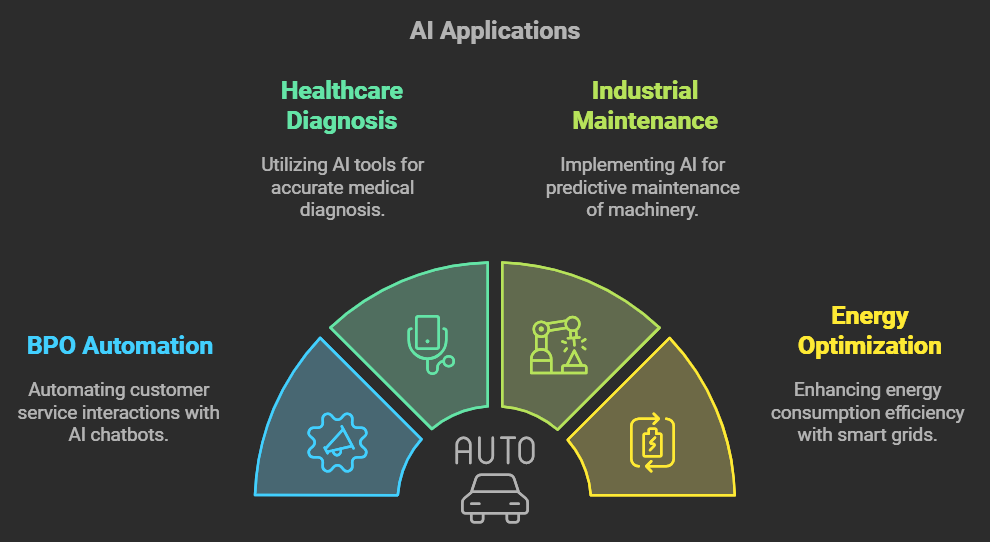 AI Applications
Healthcare
Diagnosis
Utilizing AI tools for
accurate medical
diagnosis.
Industrial
Maintenance
Implementing AI for
predictive maintenance
of machinery.
BPO Automation
Automating customer
service interactions with
AI chatbots.
Energy
Optimization
Enhancing energy
consumption efficiency
with smart grids.
AUTO